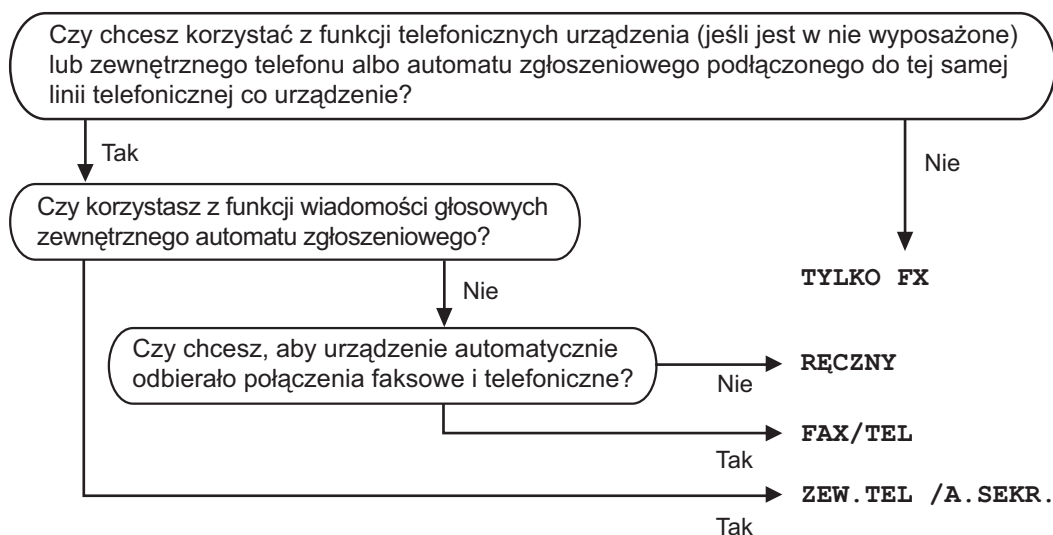 Czy chcesz korzystać z funkcji telefonicznych urządzenia (jeśli jest w nie wyposażone)
lub zewnętrznego telefonu albo automatu zgłoszeniowego podłączonego do tej samej
linii telefonicznej co urządzenie?
Tak
Nie
Czy korzystasz z funkcji wiadomości głosowych
zewnętrznego automatu zgłoszeniowego?
TYLKO FX
Nie
Czy chcesz, aby urządzenie automatycznie
odbierało połączenia faksowe i telefoniczne?
RĘCZNY
Nie
FAX/TEL
Tak
ZEW.TEL /A.SEKR.
Tak